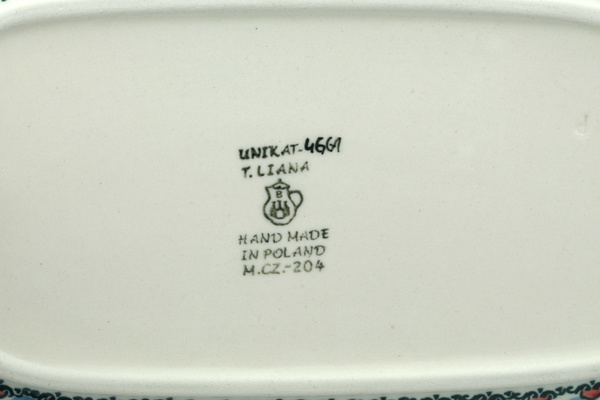 UNIKAT-4661
T. LIANA
B
HAND MADE
IN POLAND
M.CZ.-204